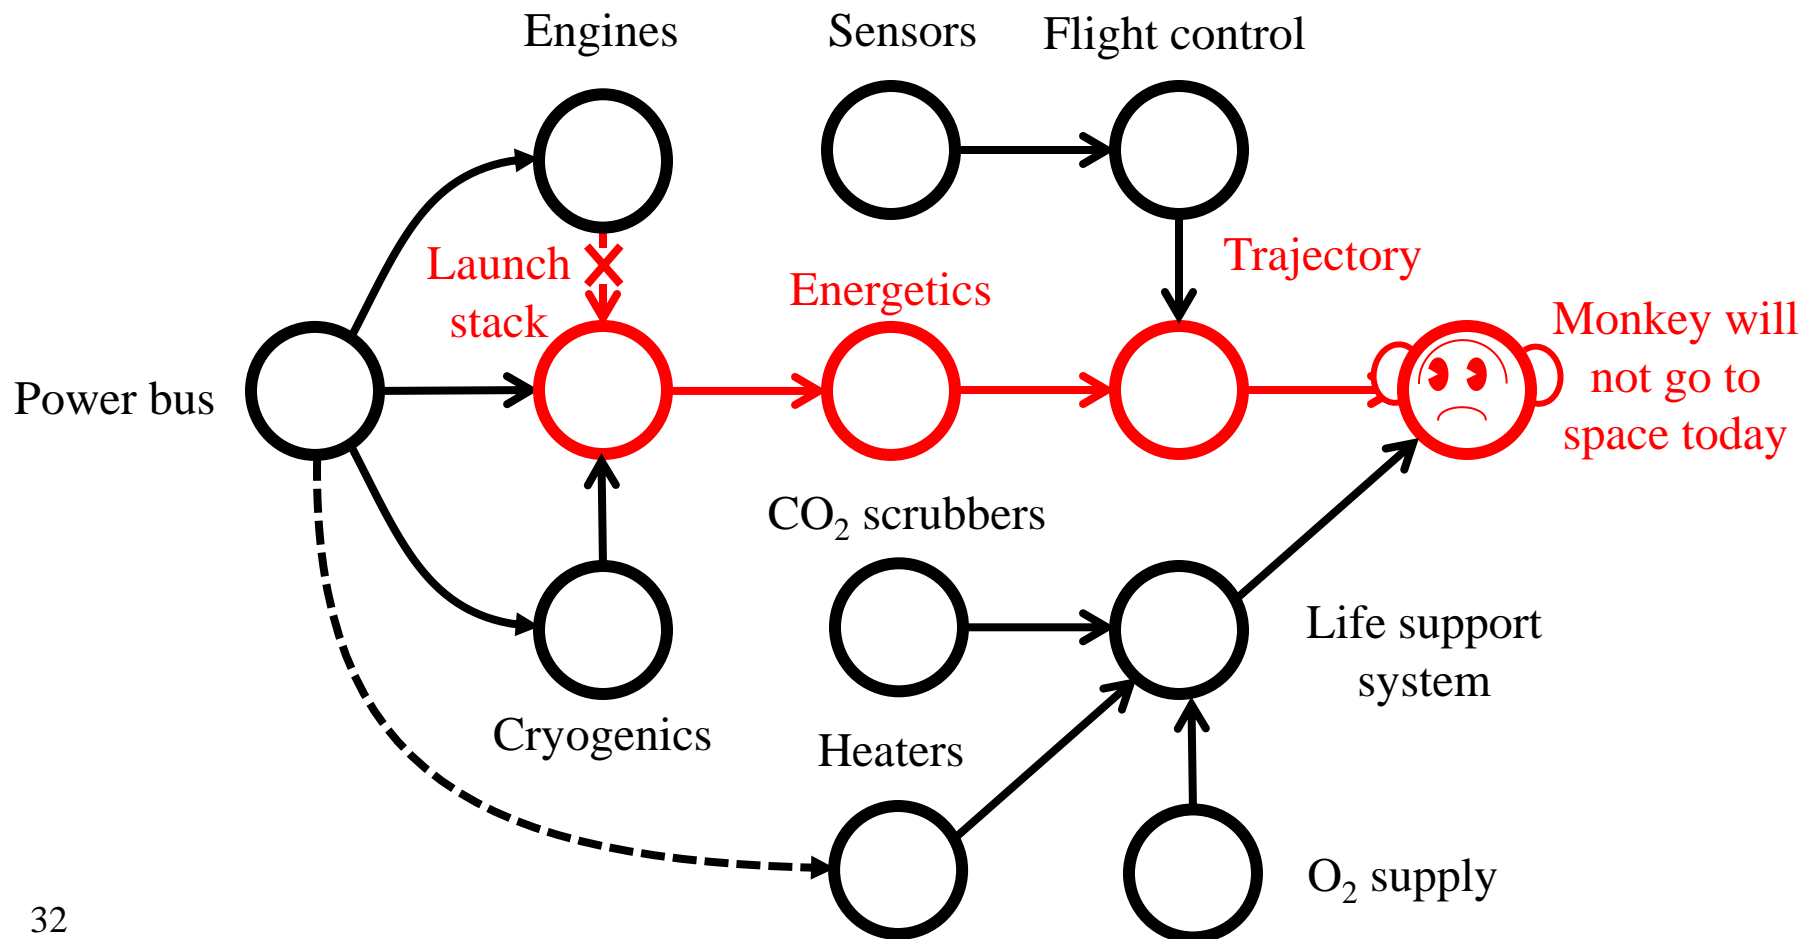 Engines
Sensors
Flight control
Launch
stack
Energetics
Trajectory
Monkey will
not go to
space today
Power bus
CO₂ scrubbers
Life support
system
Cryogenics
Heaters
O₂ supply
32